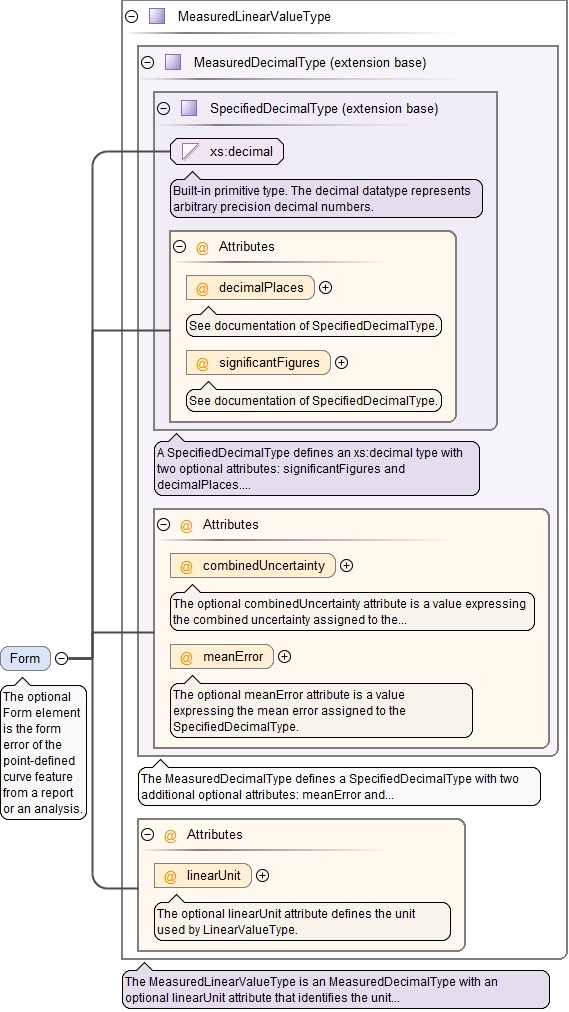 MeasuredLinearValueType
MeasuredDecimalType (extension base)
SpecifiedDecimalType (extension base)
xs:decimal
Built-in primitive type. The decimal datatype represents
arbitrary precision decimal numbers.
@ Attributes
@ decimalPlaces
See documentation of SpecifiedDecimalType.
@ significantFigures
See documentation of SpecifiedDecimalType.
A SpecifiedDecimalType defines an xs:decimal type with
two optional attributes: significantFigures and
decimalPlaces....
@ Attributes
@ combinedUncertainty
The optional combinedUncertainty attribute is a value expressing
the combined uncertainty assigned to the...
@ meanError
The optional meanError attribute is a value
expressing the mean error assigned to the
SpecifiedDecimalType.
Form
The optional
Form element
is the form
error of the
point-defined
curve feature
from a report
or an analysis.
The MeasuredDecimalType defines a SpecifiedDecimalType with two
additional optional attributes: meanError and...
@ Attributes
@ linearUnit
The optional linearUnit attribute defines the unit
used by LinearValueType.
The MeasuredLinearValueType is an MeasuredDecimalType with an
optional linearUnit attribute that identifies the unit...